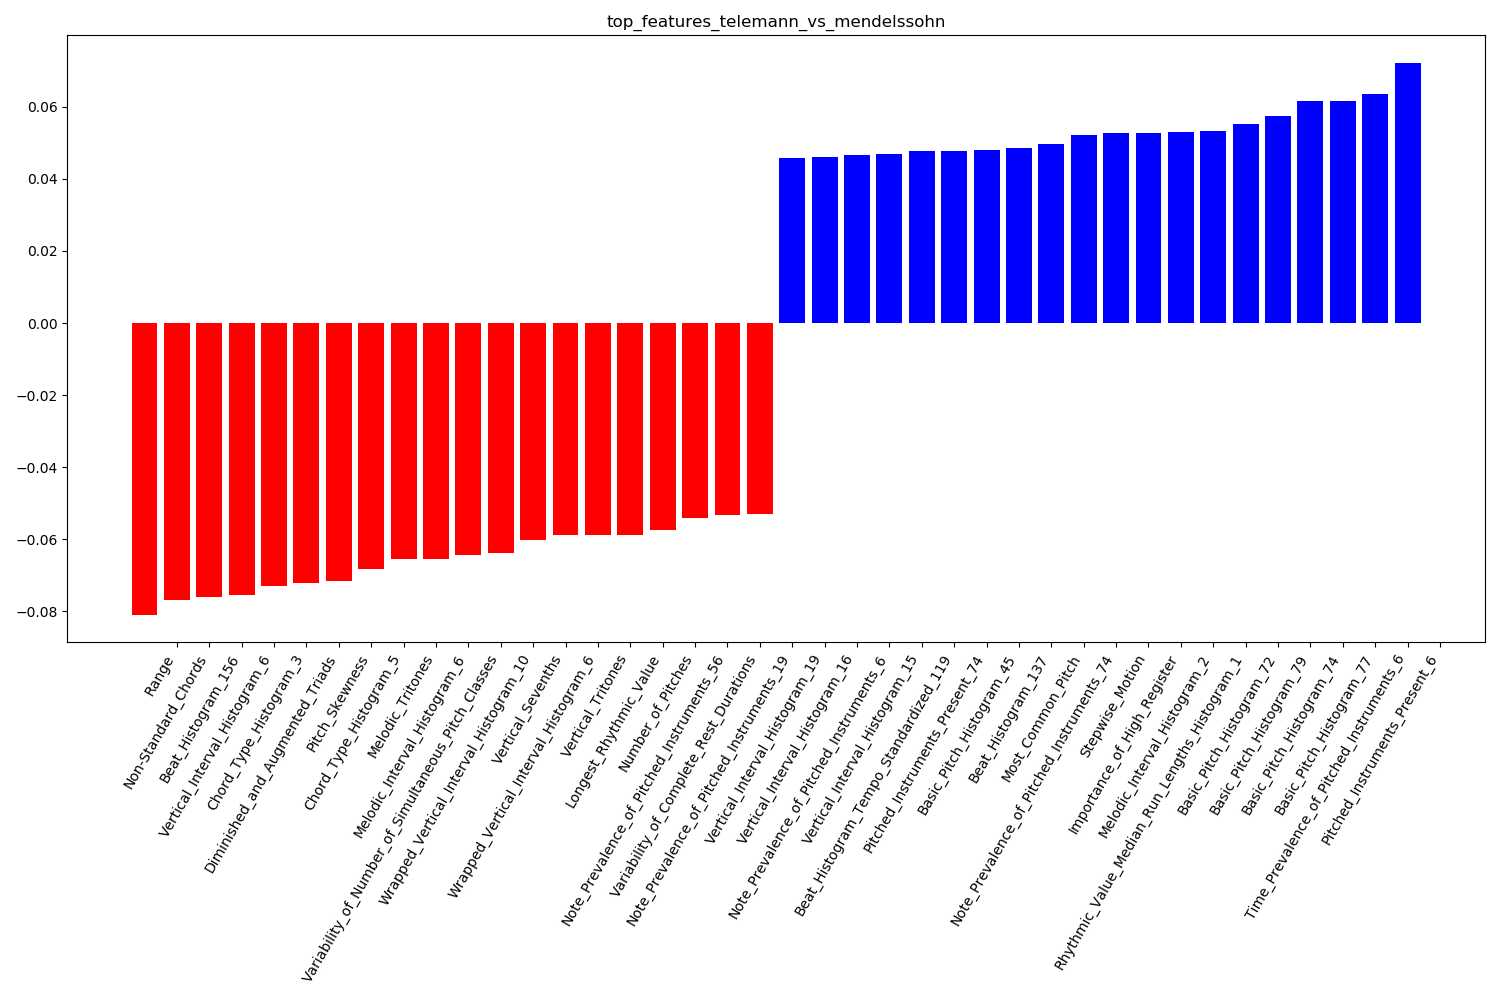 top_features_telemann_vs_mendelssohn
0.06
0.04
0.02
0.00
−0.02
−0.04
−0.06
−0.08
Range
Non-Standard_Chords
Beat_Histogram_156
Vertical_Interval_Histogram_6
Chord_Type_Histogram_3
Diminished_and_Augmented_Triads
Pitch_Skewness
Chord_Type_Histogram_5
Melodic_Tritones
Melodic_Interval_Histogram_6
Variability_of_Number_of_Simultaneous_Pitch_Classes
Wrapped_Vertical_Interval_Histogram_10
Vertical_Sevenths
Wrapped_Vertical_Interval_Histogram_6
Vertical_Tritones
Longest_Rhythmic_Value
Number_of_Pitches
Note_Prevalence_of_Pitched_Instruments_56
Variability_of_Complete_Rest_Durations
Note_Prevalence_of_Pitched_Instruments_19
Vertical_Interval_Histogram_19
Vertical_Interval_Histogram_16
Note_Prevalence_of_Pitched_Instruments_6
Vertical_Interval_Histogram_15
Beat_Histogram_Tempo_Standardized_119
Pitched_Instruments_Present_74
Basic_Pitch_Histogram_45
Beat_Histogram_137
Most_Common_Pitch
Note_Prevalence_of_Pitched_Instruments_74
Stepwise_Motion
Importance_of_High_Register
Melodic_Interval_Histogram_2
Rhythmic_Value_Median_Run_Lengths_Histogram_1
Basic_Pitch_Histogram_72
Basic_Pitch_Histogram_79
Basic_Pitch_Histogram_74
Basic_Pitch_Histogram_77
Time_Prevalence_of_Pitched_Instruments_6
Pitched_Instruments_Present_6